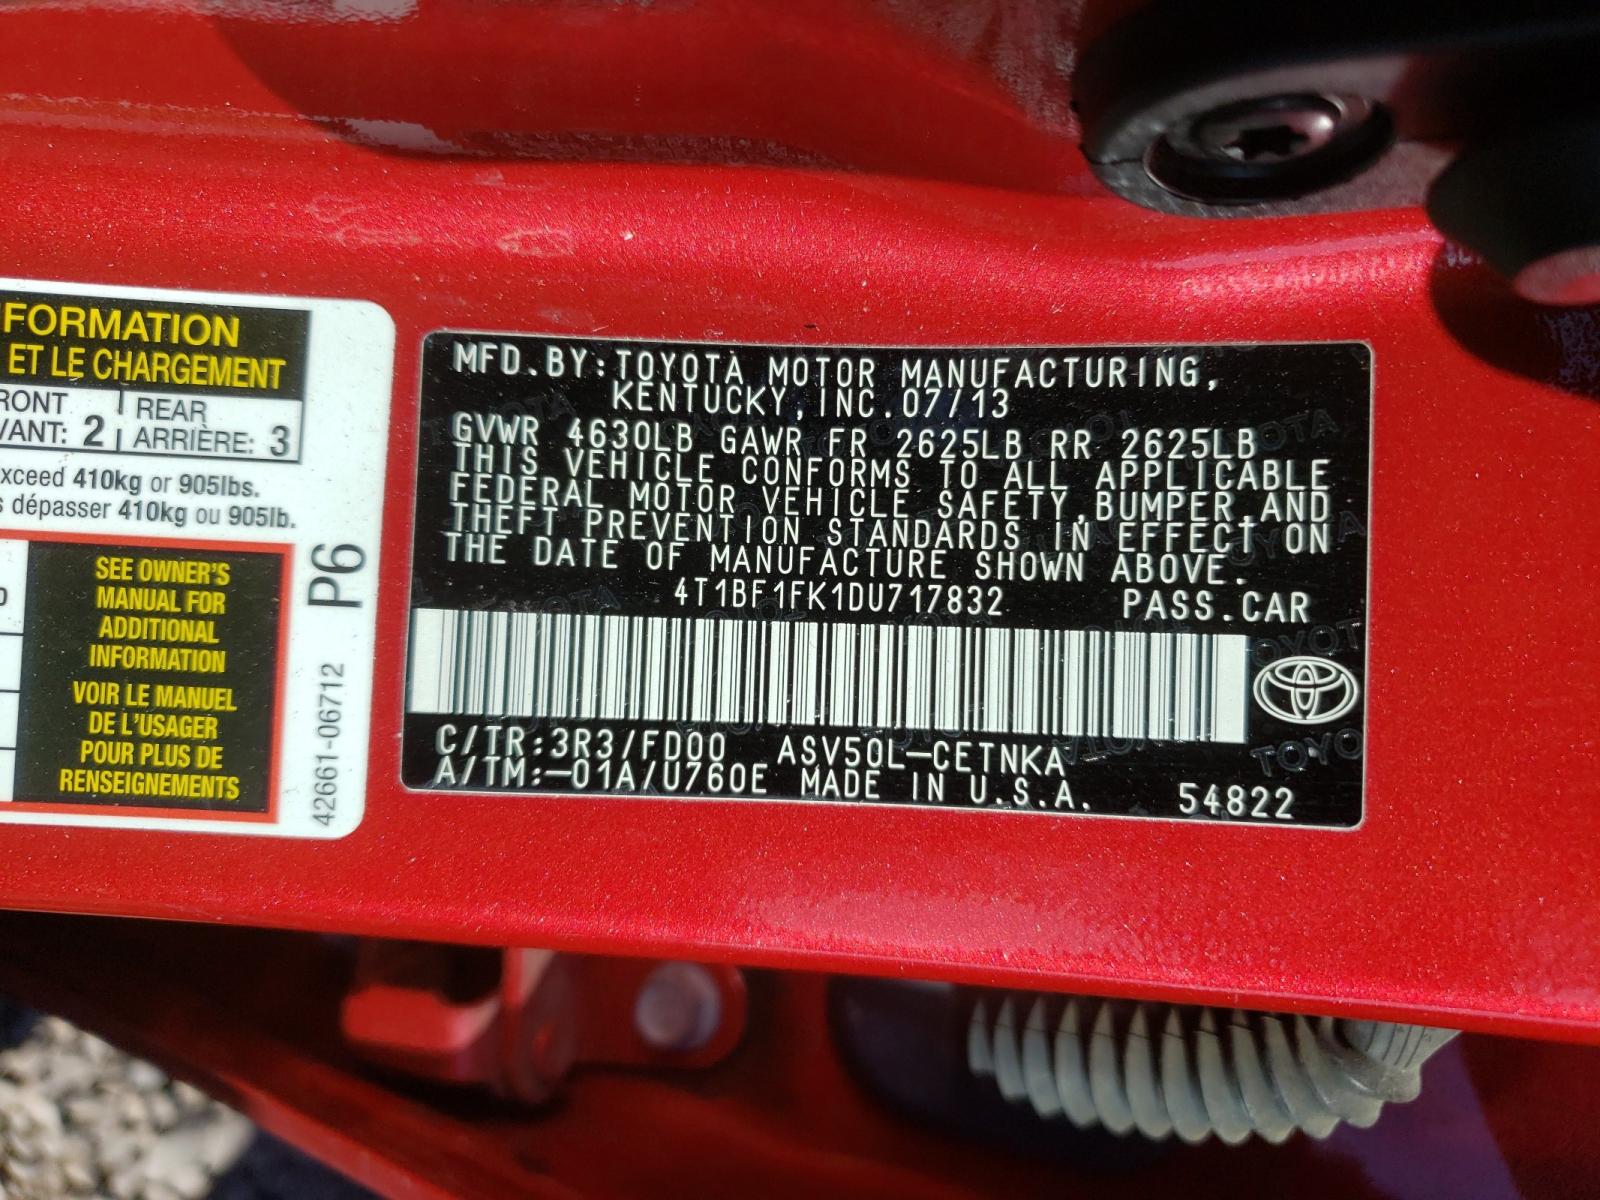 FORMATION
ET LE CHARGEMENT
RONT 2 REAR 3
VANT: ARRIÈRE:
xceed 410kg or 905lbs.
s dépasser 410kg ou 905lb.
SEE OWNER'S
MANUAL FOR
ADDITIONAL
INFORMATION
VOIR LE MANUEL
DE L'USAGER
POUR PLUS DE
RENSEIGNEMENTS
P6
42661-06712
MFD.BY:TOYOTA MOTOR MANUFACTURING,
KENTUCKY,INC.07/13
GVWR 4630LB GAWR FR 2625LB RR 2625LB
THIS VEHICLE CONFORMS TO ALL APPLICABLE
FEDERAL MOTOR VEHICLE SAFETY,BUMPER,AND
THEFT PREVENTION STANDARDS IN EFFECT ON
THE DATE OF MANUFACTURE SHOWN ABOVE.
4T1BF1FK1DU717832 PASS.CAR
C/TR:3R3/FD00 ASV50L-CETNKA
A/TM:-01A/U760E MADE IN U.S.A. 54822